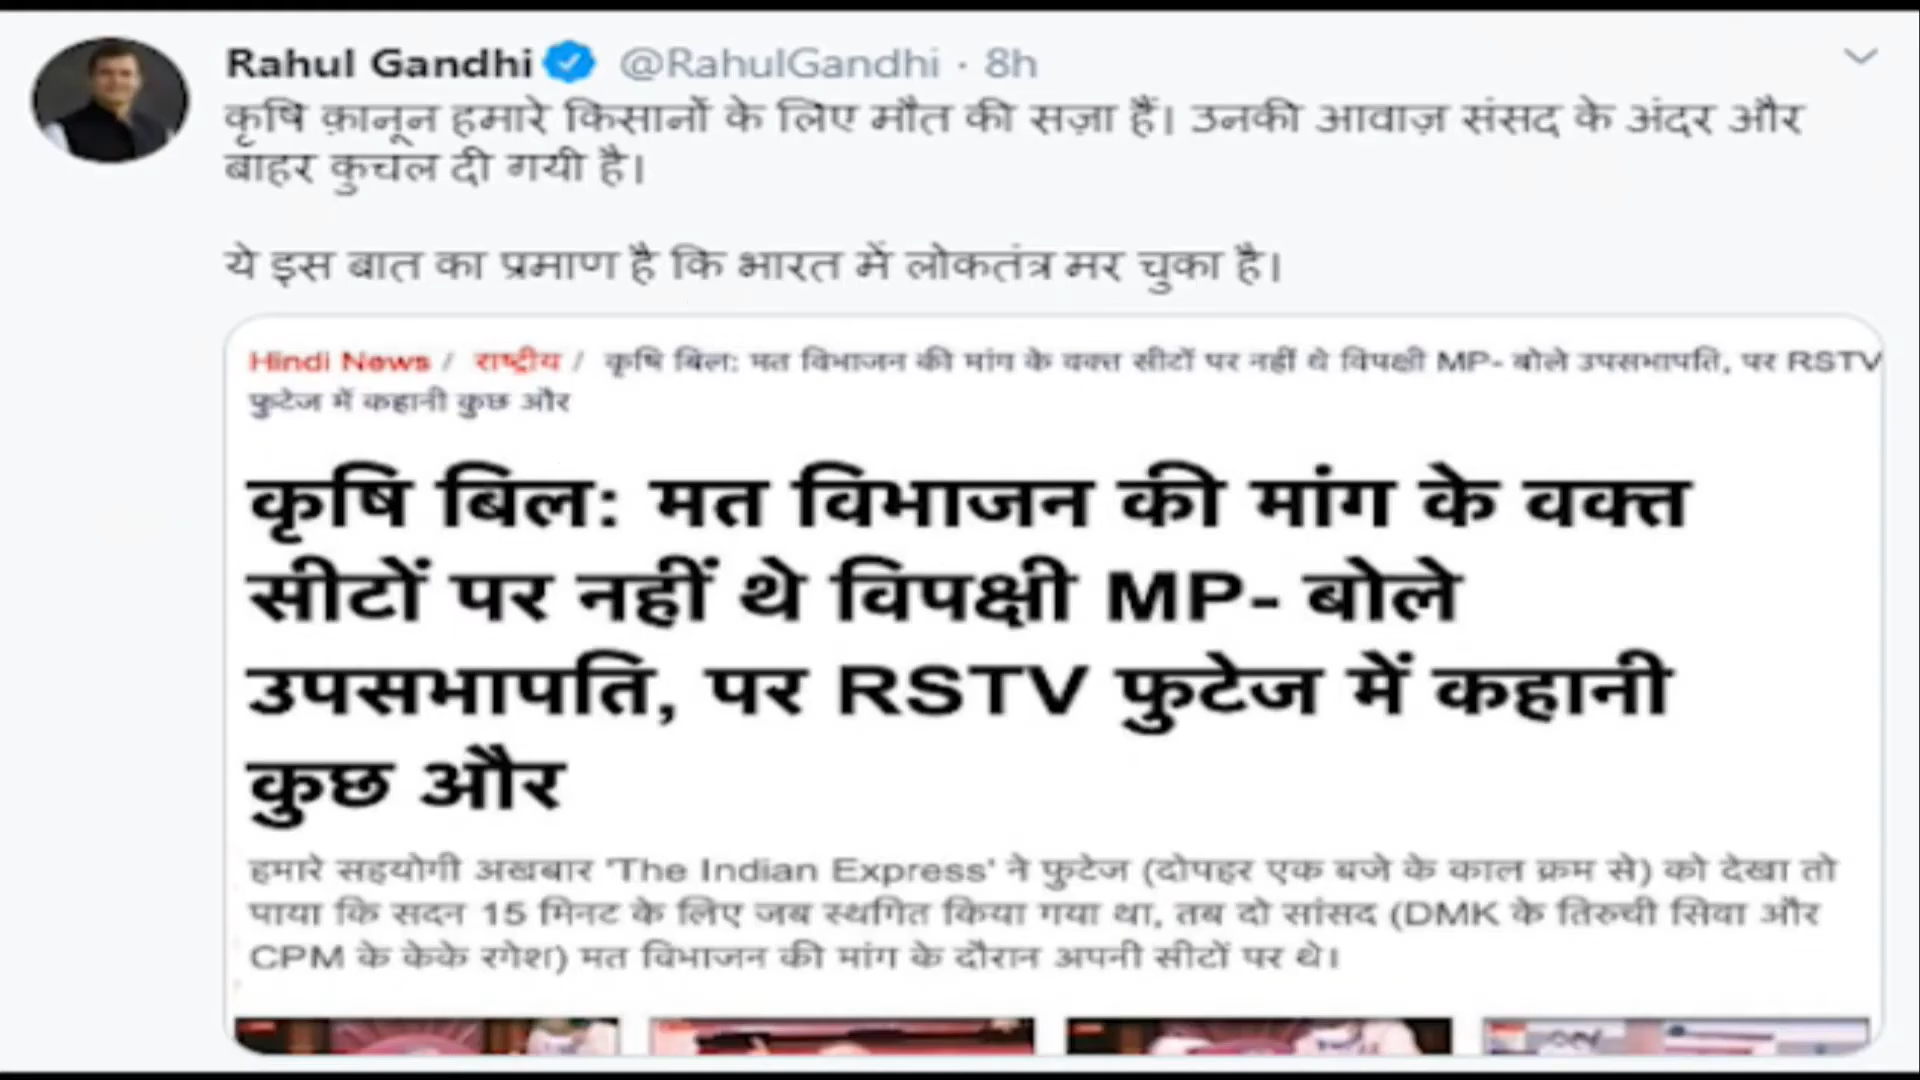 Rahul Gandhi @RahulGandhi · 8h
कृषि क़ानून हमारे किसानों के लिए मौत की सज़ा हैं। उनकी आवाज़ संसद के अंदर और
बाहर कुचल दी गयी है।
ये इस बात का प्रमाण है कि भारत में लोकतंत्र मर चुका है।
Hindi News / राष्ट्रीय / कृषि बिल: मत विभाजन की मांग के वक्त सीटों पर नहीं थे विपक्षी MP- बोले उपसभापति, पर RSTV
फुटेज में कहानी कुछ और
कृषि बिल: मत विभाजन की मांग के वक्त
सीटों पर नहीं थे विपक्षी MP- बोले
उपसभापति, पर RSTV फुटेज में कहानी
कुछ और
हमारे सहयोगी अखबार 'The Indian Express' ने फुटेज (दोपहर एक बजे के काल क्रम से) को देखा तो
पाया कि सदन 15 मिनट के लिए जब स्थगित किया गया था, तब दो सांसद (DMK के तिरुची सिवा और
CPM के केके रगेश) मत विभाजन की मांग के दौरान अपनी सीटों पर थे।